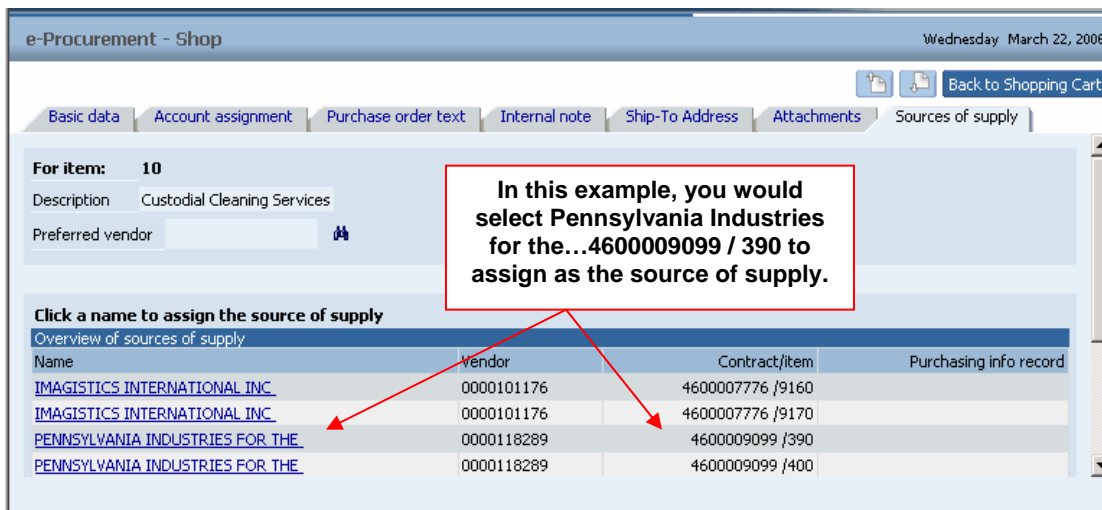 e-Procurement - Shop
Wednesday March 22, 2006
Back to Shopping Cart
Basic data Account assignment Purchase order text Internal note Ship-To Address Attachments Sources of supply
For item: 10
Description Custodial Cleaning Services
Preferred vendor
In this example, you would
select Pennsylvania Industries
for the…4600009099 / 390 to
assign as the source of supply.
Click a name to assign the source of supply
Overview of sources of supply
Name Vendor Contract/item Purchasing info record
IMAGISTICS INTERNATIONAL INC 0000101176 4600007776 /9160
IMAGISTICS INTERNATIONAL INC 0000101176 4600007776 /9170
PENNSYLVANIA INDUSTRIES FOR THE 0000118289 4600009099 /390
PENNSYLVANIA INDUSTRIES FOR THE 0000118289 4600009099 /400